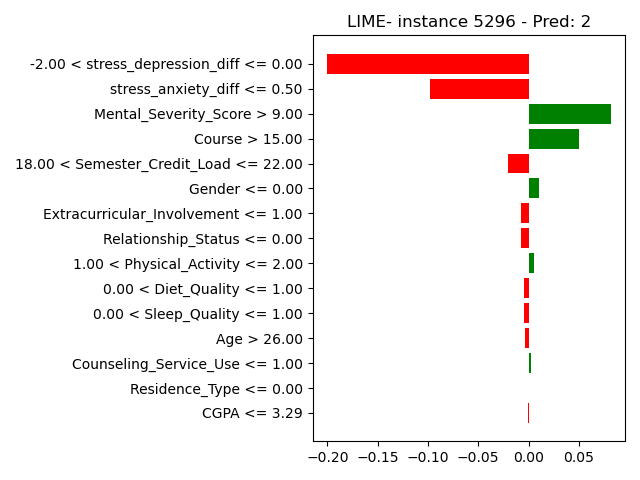 LIME- instance 5296 - Pred: 2
-2.00 < stress_depression_diff <= 0.00
stress_anxiety_diff <= 0.50
Mental_Severity_Score > 9.00
Course > 15.00
18.00 < Semester_Credit_Load <= 22.00
Gender <= 0.00
Extracurricular_Involvement <= 1.00
Relationship_Status <= 0.00
1.00 < Physical_Activity <= 2.00
0.00 < Diet_Quality <= 1.00
0.00 < Sleep_Quality <= 1.00
Age > 26.00
Counseling_Service_Use <= 1.00
Residence_Type <= 0.00
CGPA <= 3.29
−0.20 −0.15 −0.10 −0.05 0.00 0.05